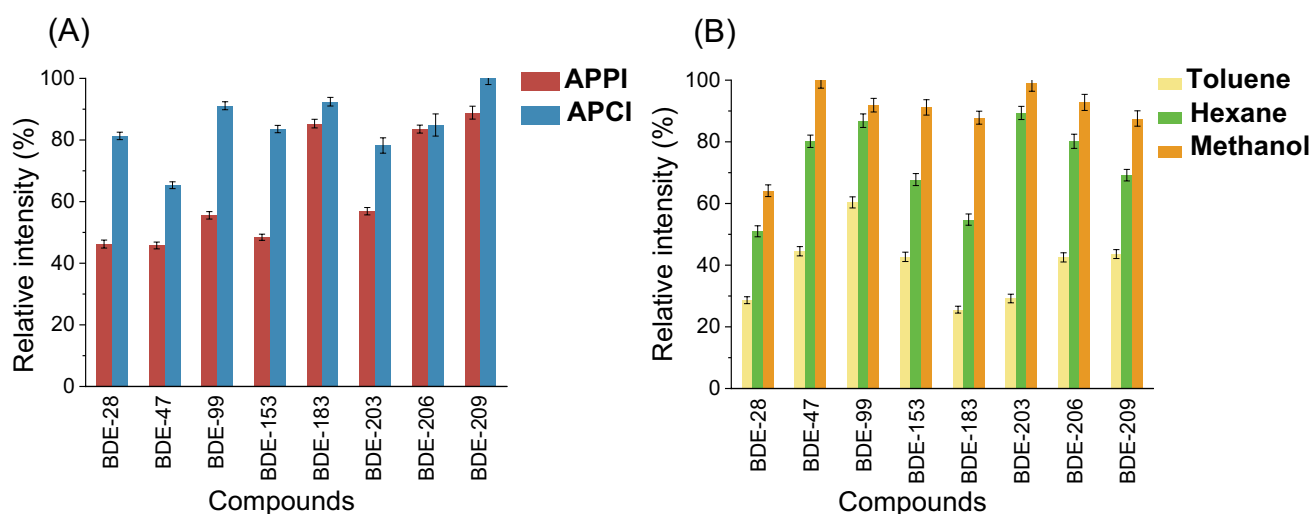 (A)
Relative intensity (%)
100
80
60
40
20
0
BDE-28
BDE-47
BDE-99
BDE-153
BDE-183
BDE-203
BDE-206
BDE-209
Compounds
APPI
APCI
(B)
Relative intensity (%)
100
80
60
40
20
0
BDE-28
BDE-47
BDE-99
BDE-153
BDE-183
BDE-203
BDE-206
BDE-209
Compounds
Toluene
Hexane
Methanol